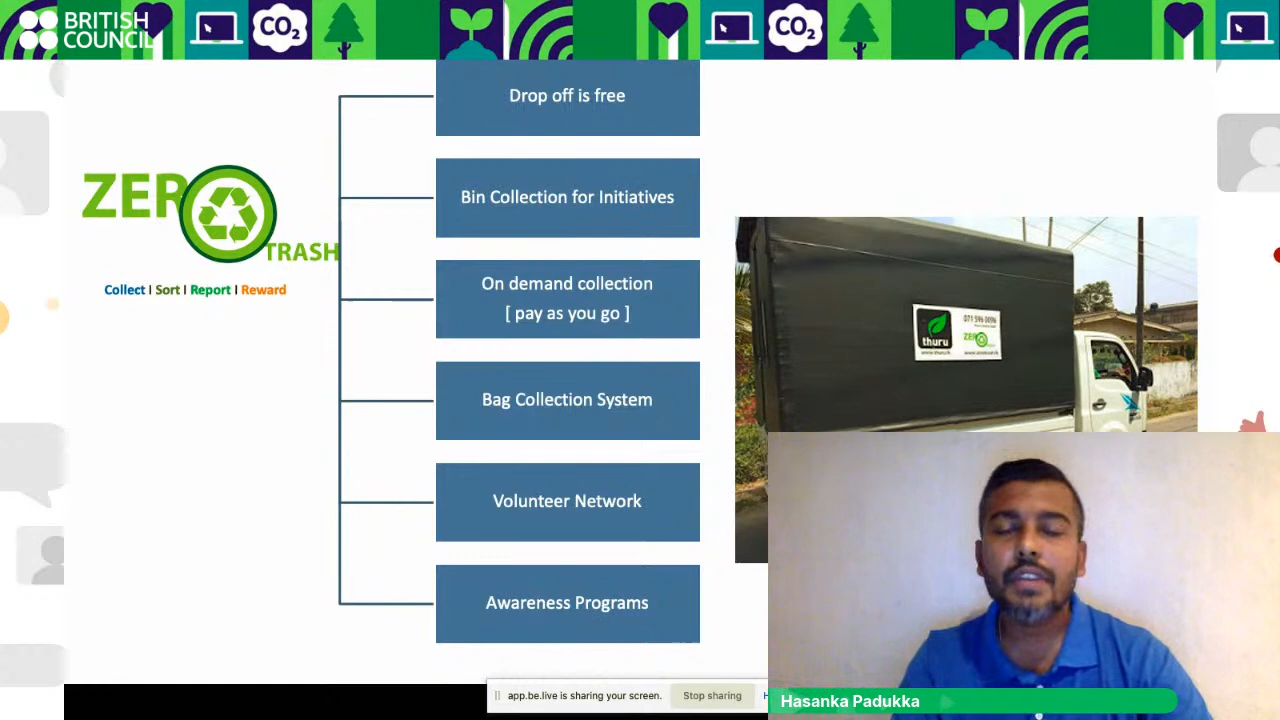 BRITISH
COUNCIL
CO₂
CO₂
Drop off is free
ZERO
TRASH
Collect I Sort I Report I Reward
Bin Collection for Initiatives
On demand collection
[ pay as you go ]
Bag Collection System
Volunteer Network
Awareness Programs
thuru
app.be.live is sharing your screen.
Stop sharing
Hasanka Padukka